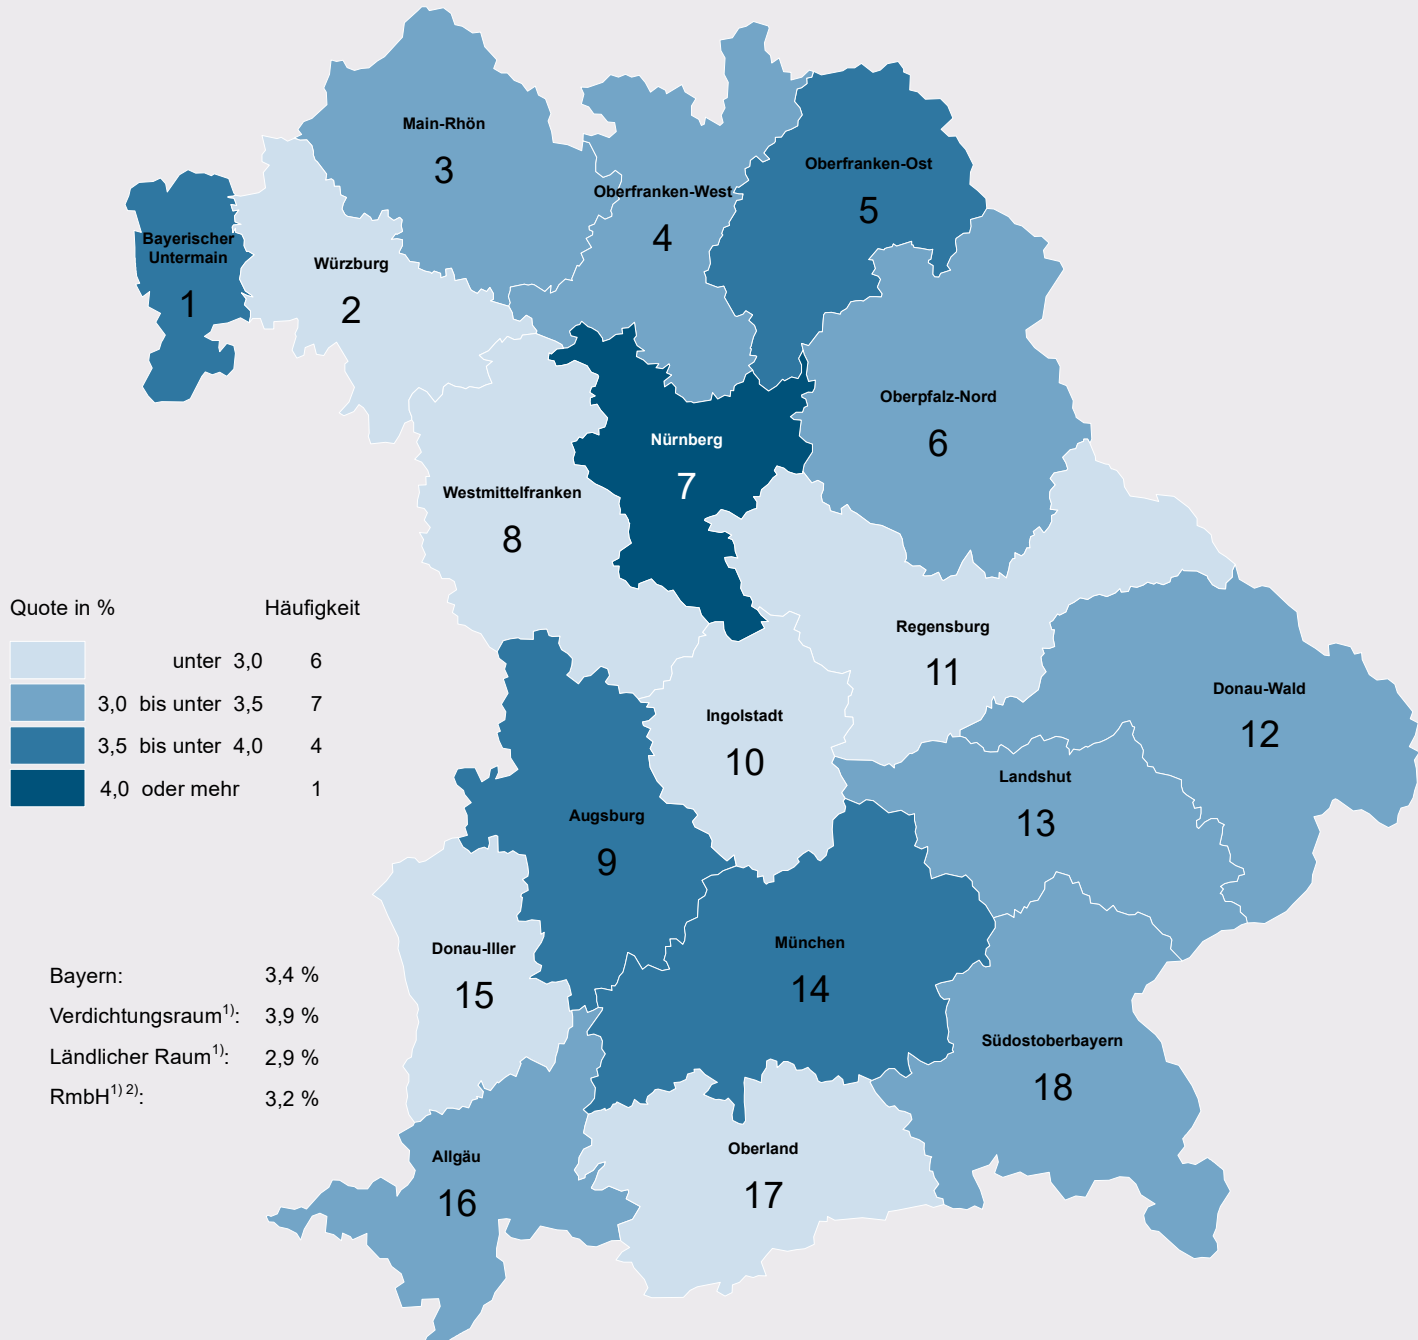 Main-Rhön
3
Oberfranken-West
4
Oberfranken-Ost
5
Bayerischer
Untermain
1
Würzburg
2
Oberpfalz-Nord
6
Nürnberg
7
Westmittelfranken
8
Quote in % Häufigkeit
unter 3,0 6
3,0 bis unter 3,5 7
3,5 bis unter 4,0 4
4,0 oder mehr 1
Regensburg
11
Donau-Wald
12
Ingolstadt
10
Landshut
13
Augsburg
9
München
14
Donau-Iller
15
Bayern: 3,4 %
Verdichtungsraum1): 3,9 %
Ländlicher Raum1): 2,9 %
RmbH1) 2): 3,2 %
Südostoberbayern
18
Oberland
17
Allgäu
16